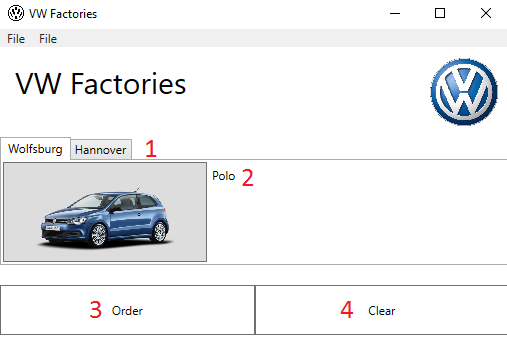 VW Factories
File File
VW Factories
Wolfsburg Hannover 1
Polo 2
3 Order 4 Clear